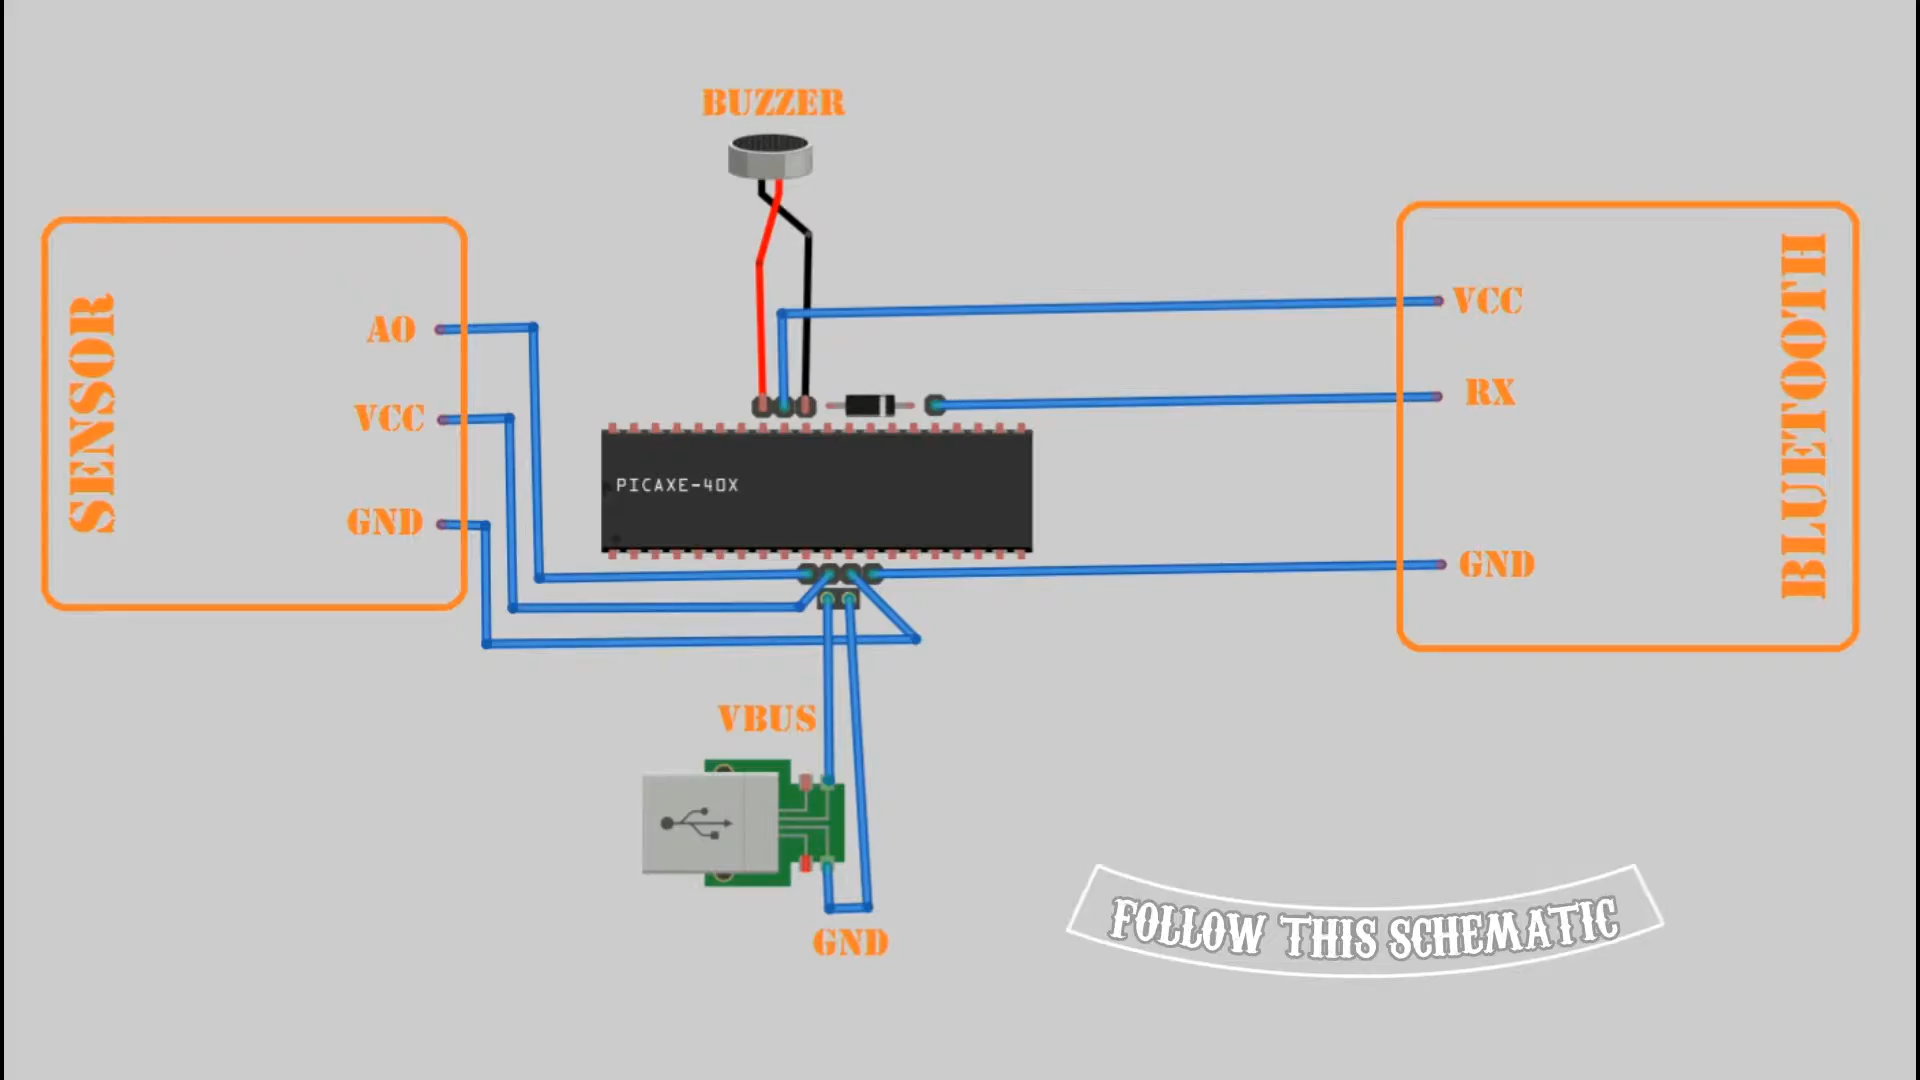 BUZZER
SENSOR
AO
VCC
GND
PICAXE-40X
VCC
RX
GND
BLUETOOTH
VBUS
GND
FOLLOW THIS SCHEMATIC